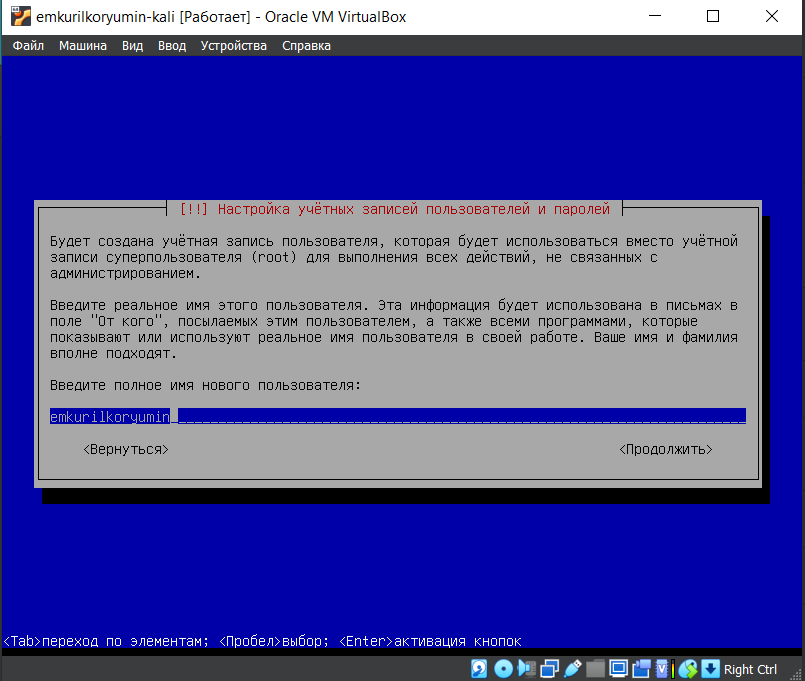 emkurilkoryumin-kali [Работает] - Oracle VM VirtualBox
Файл Машина Вид Ввод Устройства Справка
[!!] Настройка учётных записей пользователей и паролей
Будет создана учётная запись пользователя, которая будет использоваться вместо учётной
записи суперпользователя (root) для выполнения всех действий, не связанных с
администрированием.
Введите реальное имя этого пользователя. Эта информация будет использована в письмах в
поле "От кого", посылаемых этим пользователем, а также всеми программами, которые
показывают или используют реальное имя пользователя в своей работе. Ваше имя и фамилия
вполне подходят.
Введите полное имя нового пользователя:
emkurilkoryumin
<Вернуться> <Продолжить>
<Tab>переход по элементам; <Пробел>выбор; <Enter>активация кнопок
Right Ctrl